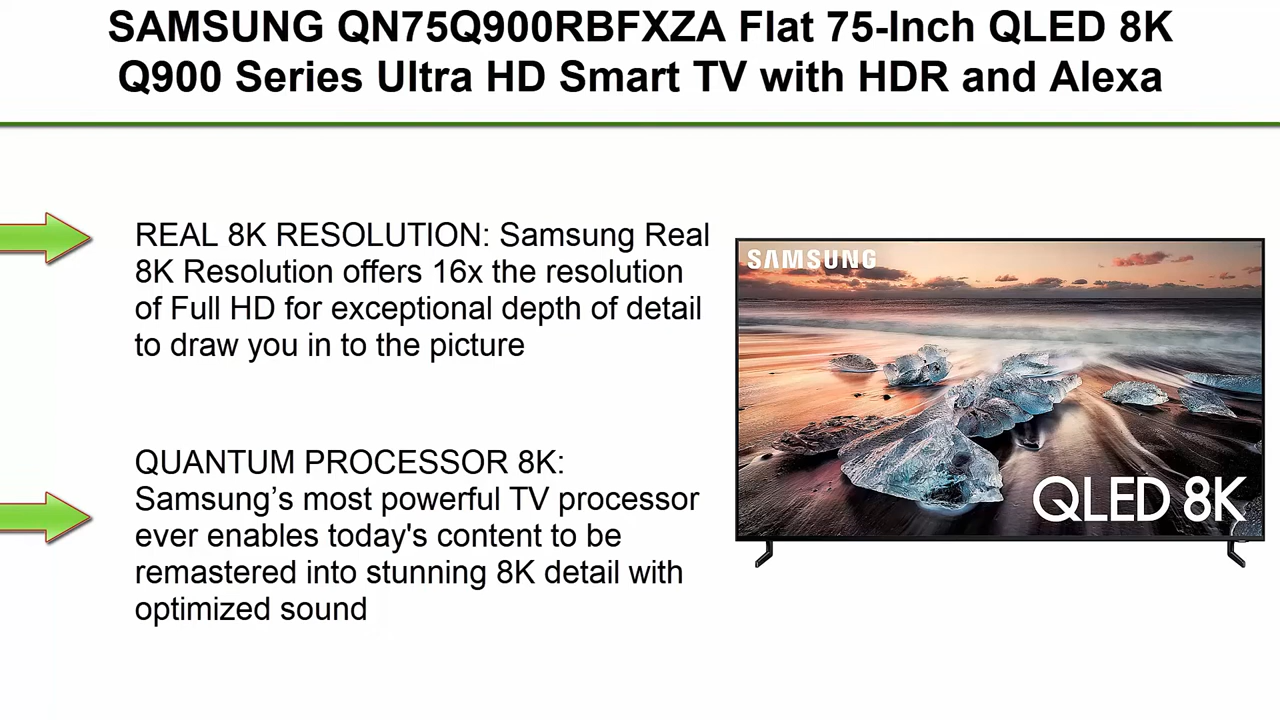 SAMSUNG QN75Q900RBFXZA Flat 75-Inch QLED 8K
Q900 Series Ultra HD Smart TV with HDR and Alexa
REAL 8K RESOLUTION: Samsung Real
8K Resolution offers 16x the resolution
of Full HD for exceptional depth of detail
to draw you in to the picture
QUANTUM PROCESSOR 8K:
Samsung’s most powerful TV processor
ever enables today's content to be
remastered into stunning 8K detail with
optimized sound
SAMSUNG
QLED 8K